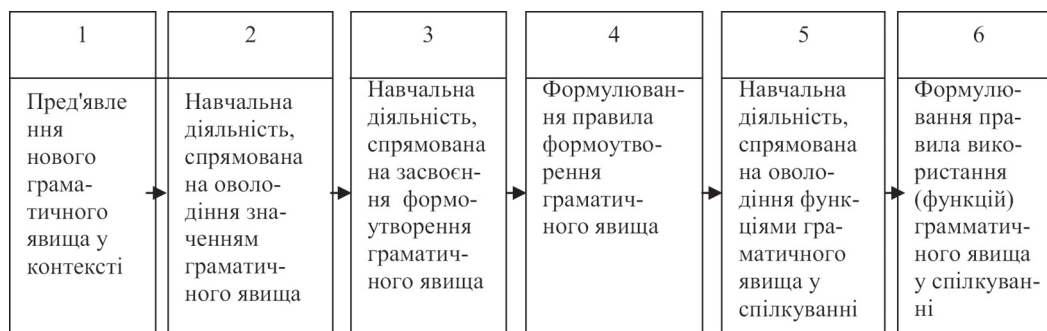 1
Пред'явле
ння
нового
грама-
тичного
явища у
контексті
2
Навчальна
діяльність,
спрямована
на оволо-
діння зна-
ченням
граматич-
ного явища
3
Навчальна
діяльність,
спрямована
на засвоєн-
ня формо-
утворення
граматич-
ного явища
4
Формулюван-
ня правила
формоутво-
рення
граматич-
ного явища
5
Навчальна
діяльність,
спрямована
на оволо-
діння функ-
ціями гра-
матичного
явища у
спілкуванні
6
Формулю-
вання пра-
вила вико-
ристання
(функцій)
грамматич-
ного явища
у спілкуван-
ні